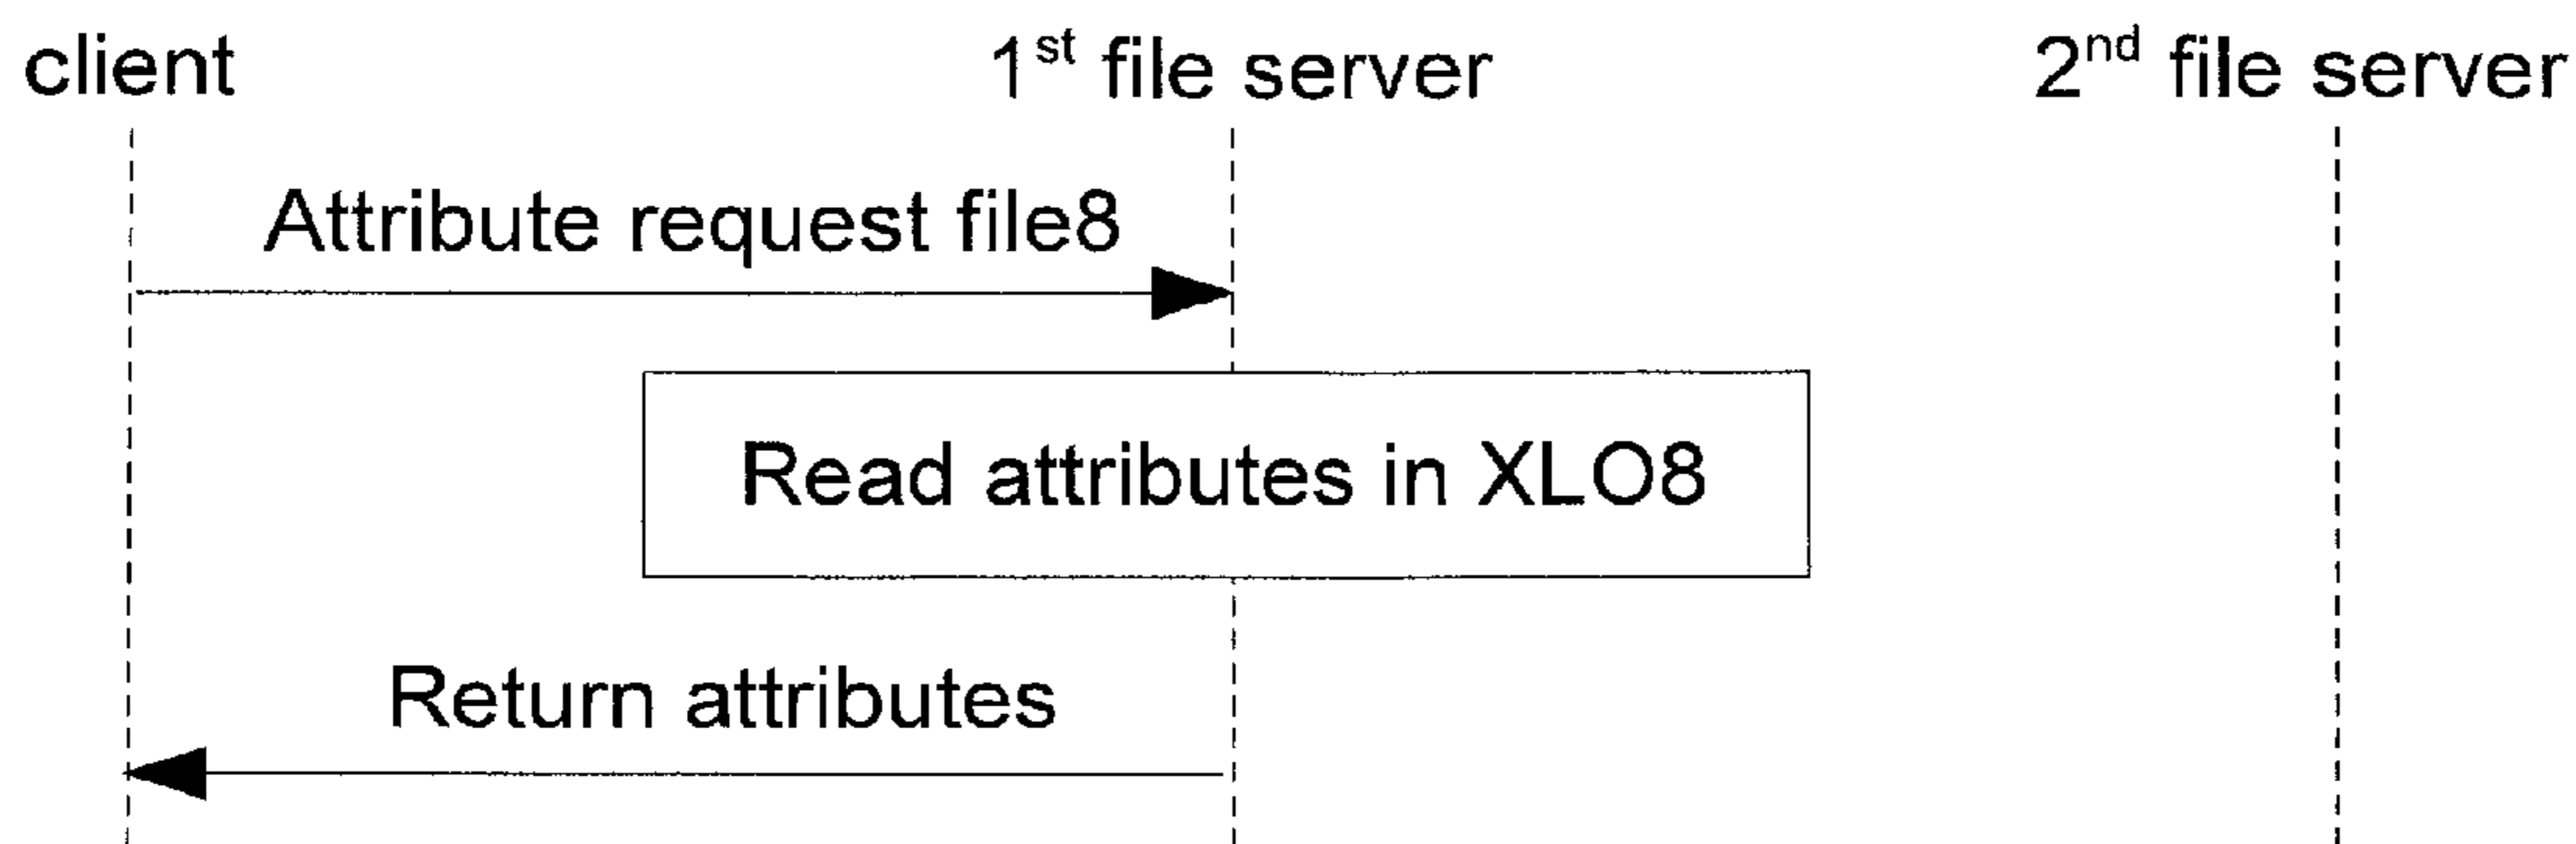 client 1st file server 2nd file server
Attribute request file8
Read attributes in XLO8
Return attributes